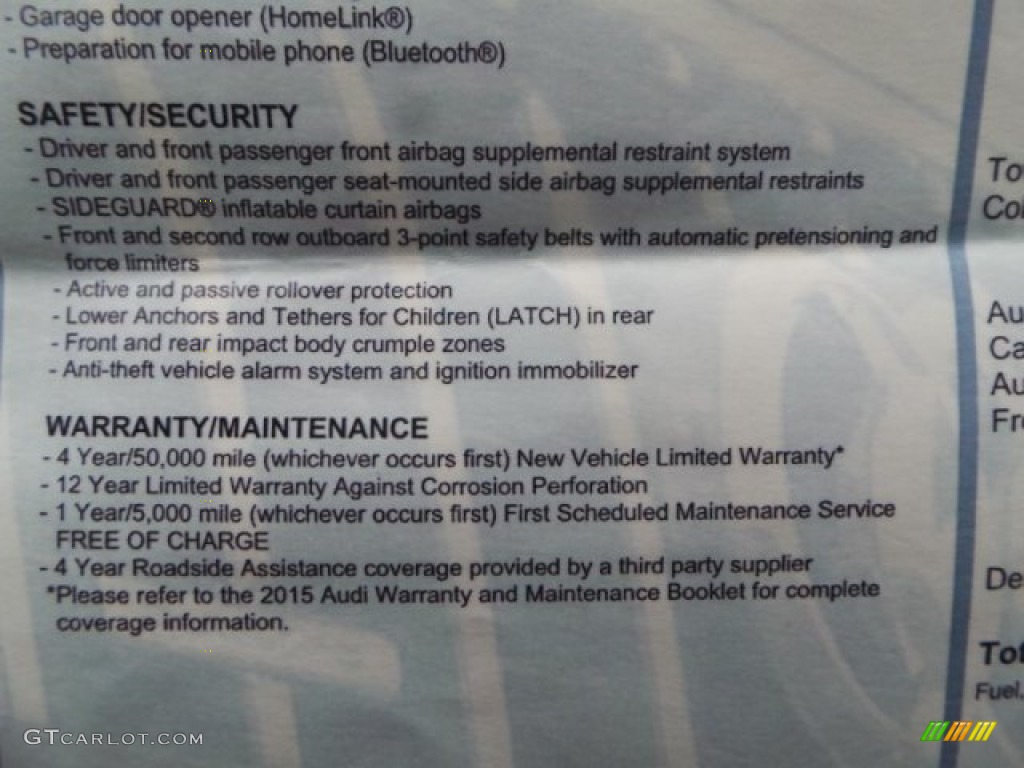 - Garage door opener (HomeLink®)
- Preparation for mobile phone (Bluetooth®)
SAFETY/SECURITY
- Driver and front passenger front airbag supplemental restraint system
- Driver and front passenger seat-mounted side airbag supplemental restraints
- SIDEGUARD® inflatable curtain airbags
- Front and second row outboard 3-point safety belts with automatic pretensioning and
force limiters
- Active and passive rollover protection
- Lower Anchors and Tethers for Children (LATCH) in rear
- Front and rear impact body crumple zones
- Anti-theft vehicle alarm system and ignition immobilizer
WARRANTY/MAINTENANCE
- 4 Year/50,000 mile (whichever occurs first) New Vehicle Limited Warranty*
- 12 Year Limited Warranty Against Corrosion Perforation
- 1 Year/5,000 mile (whichever occurs first) First Scheduled Maintenance Service
FREE OF CHARGE
- 4 Year Roadside Assistance coverage provided by a third party supplier
*Please refer to the 2015 Audi Warranty and Maintenance Booklet for complete
coverage information.
Au
Ca
Au
De
Fuel.
GTCARLOT.COM